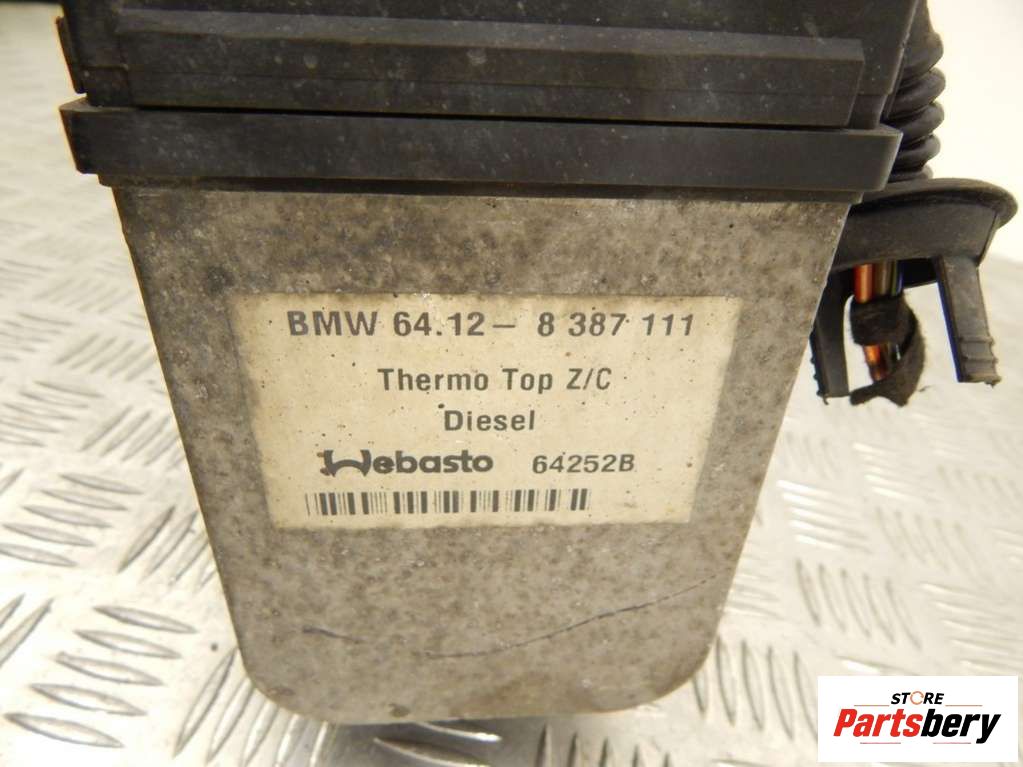 BMW 64.12- 8 387 111
Thermo Top Z/C
Diesel
Webasto 64252B
STORE
Partsbery